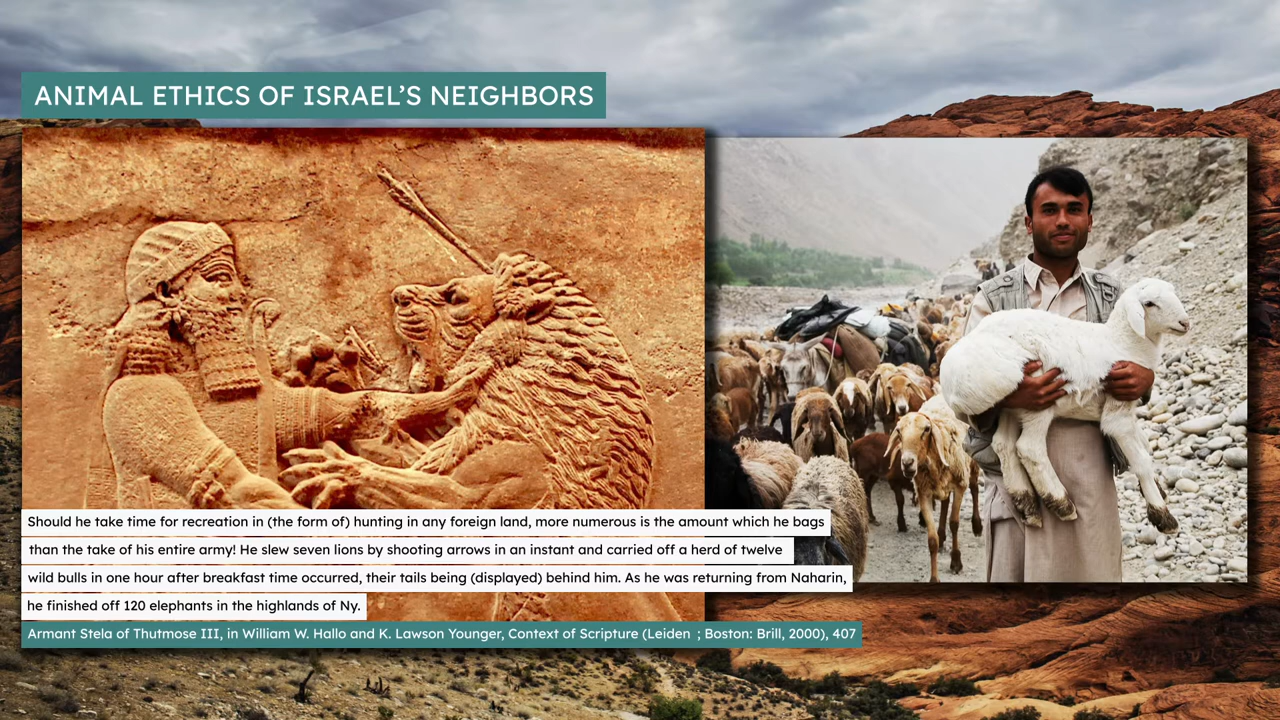 ANIMAL ETHICS OF ISRAEL’S NEIGHBORS
Should he take time for recreation in (the form of) hunting in any foreign land, more numerous is the amount which he bags
than the take of his entire army! He slew seven lions by shooting arrows in an instant and carried off a herd of twelve
wild bulls in one hour after breakfast time occurred, their tails being (displayed) behind him. As he was returning from Naharin,
he finished off 120 elephants in the highlands of Ny.
Armant Stela of Thutmose III, in William W. Hallo and K. Lawson Younger, Context of Scripture (Leiden ; Boston: Brill, 2000), 407